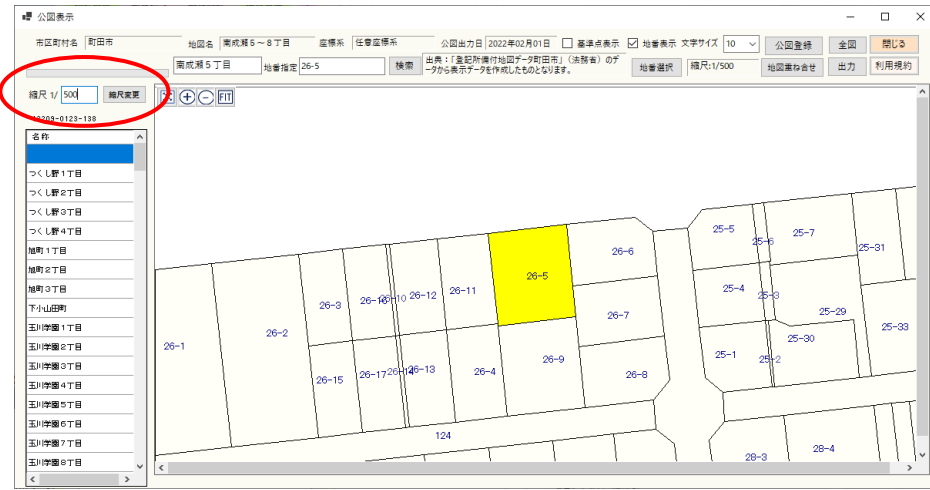 公図表示
市区町村名 町田市 地図名 南成瀬5~8丁目 座標系 任意座標系 公図出力日 2022年02月01日 基準点表示 地番表示 文字サイズ 10 公図登録 全図 閉じる
南成瀬5丁目 地番指定 26-5 検索 出典:「登記所備付地図データ町田市」(法務省)のデ
ータから表示データを作成したものとなります。
地番選択 縮尺:1/500 地図重ね合せ 出力 利用規約
縮尺 1/ 500 縮尺変更
FIT
209-0123-138
名称
つくし野1丁目
つくし野2丁目
つくし野3丁目
つくし野4丁目
旭町1丁目
旭町2丁目
旭町3丁目
下小山田町
玉川学園1丁目
玉川学園2丁目
玉川学園3丁目
玉川学園4丁目
玉川学園5丁目
玉川学園6丁目
玉川学園7丁目
玉川学園8丁目
25-5
25-6
25-7
25-31
26-6
26-5
25-4
25-3
26-11
26-12
26-10
26-16
26-3
25-29
26-7
25-33
26-2
25-30
26-1
25-1
25-2
26-9
26-4
26-13
26-14
26-17
26-15
26-8
124
28-4
28-3